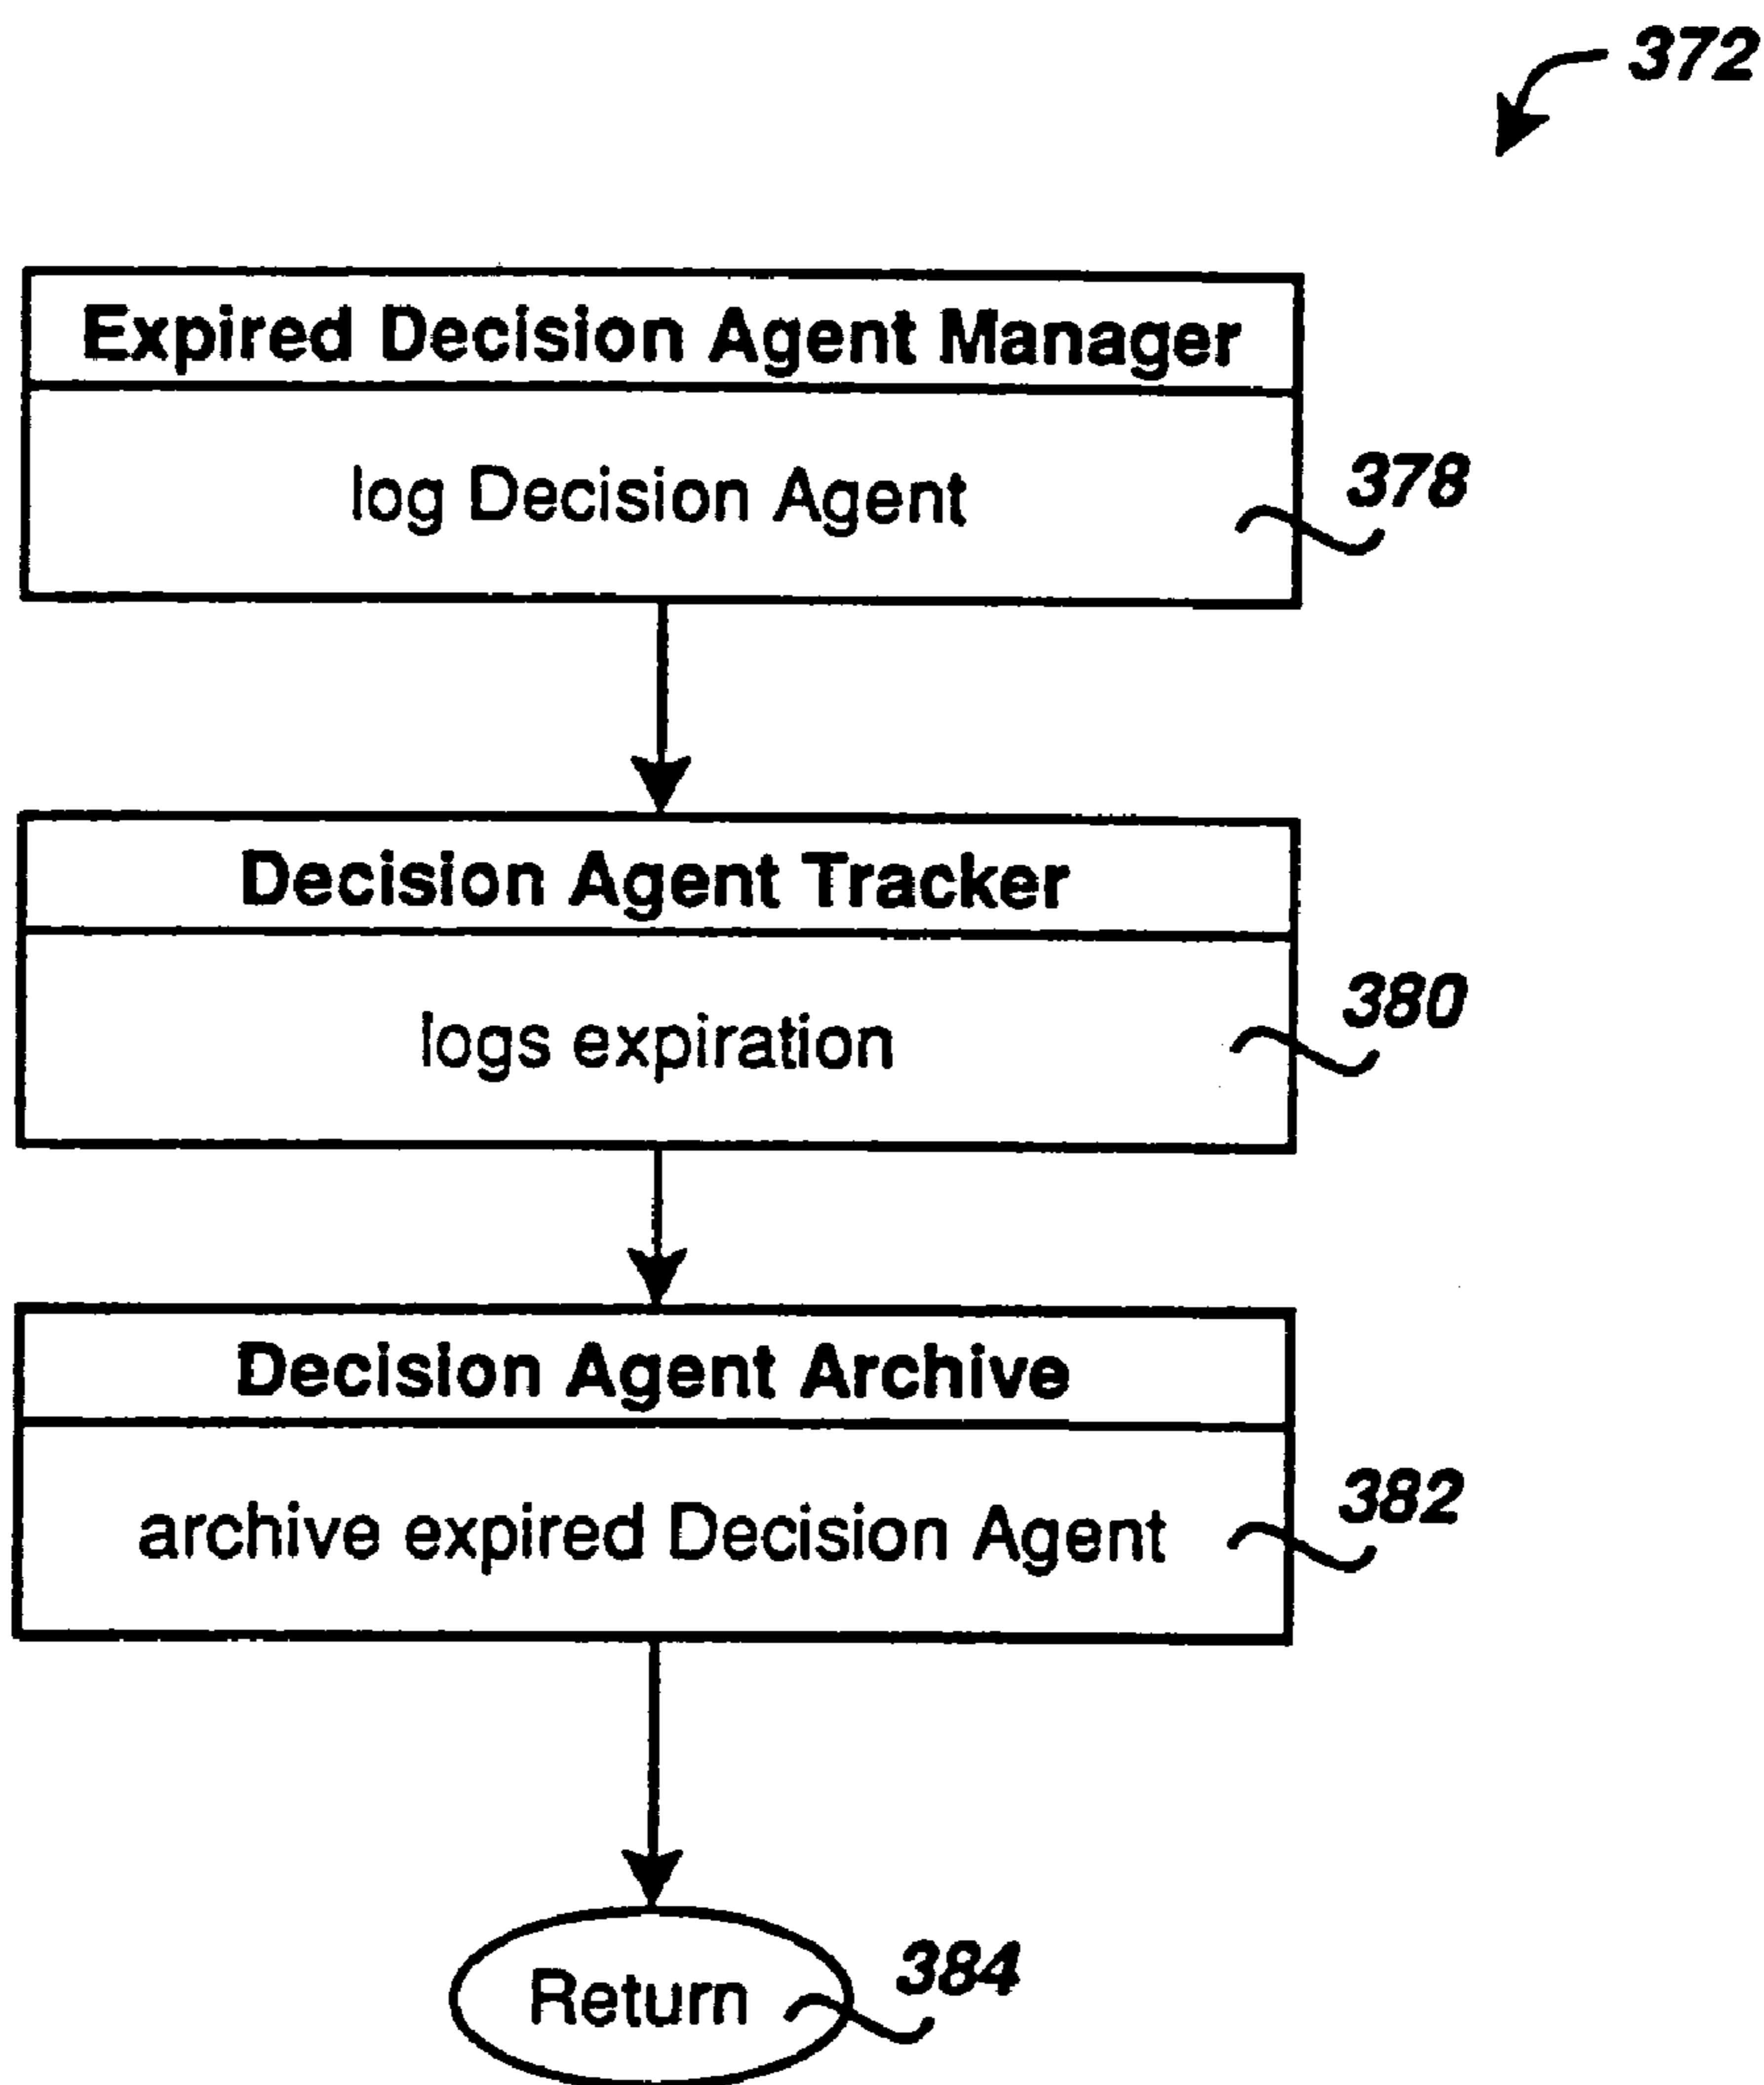 372
Expired Decision Agent Manager
log Decision Agent
378
Decision Agent Tracker
logs expiration
380
Decision Agent Archive
archive expired Decision Agent
382
Return
384